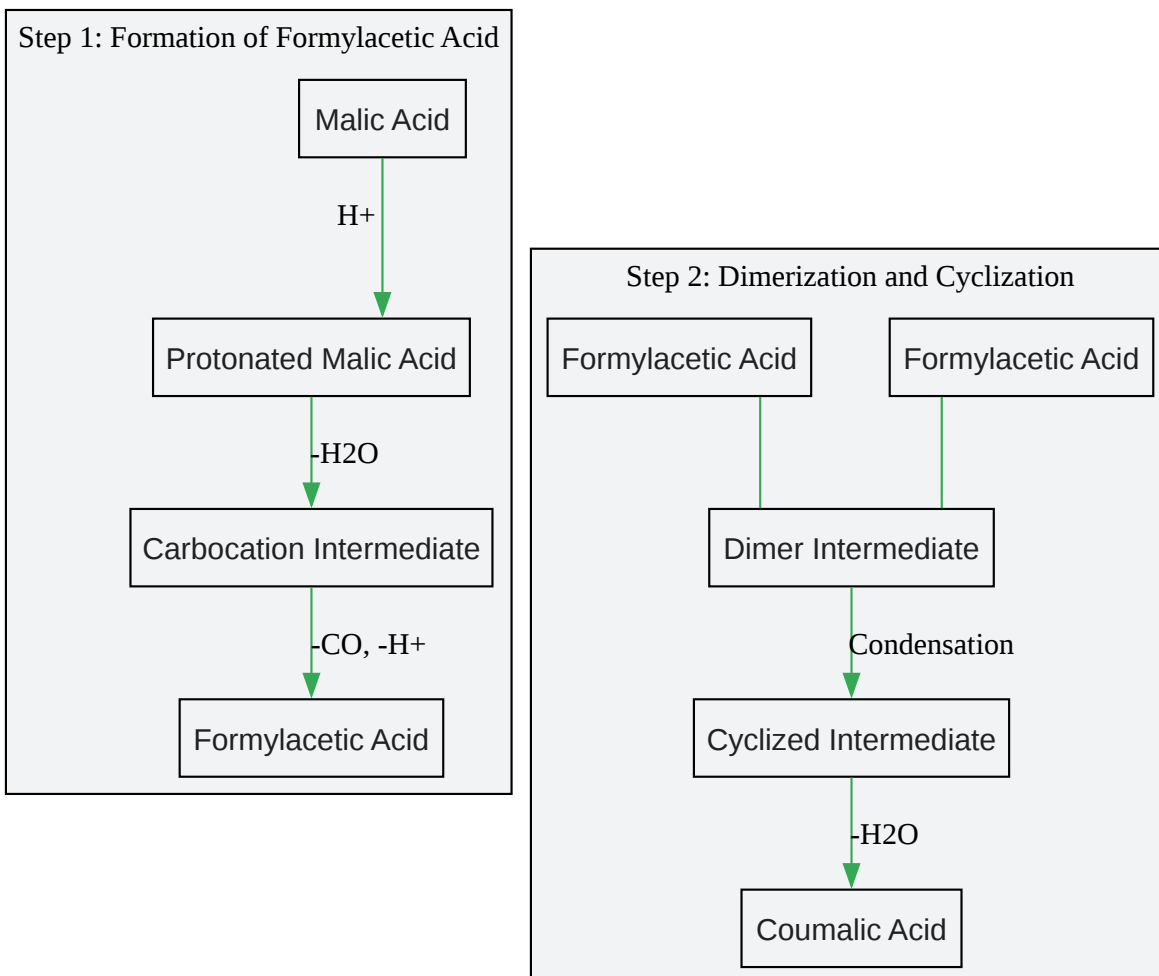 Step 1: Formation of Formylacetic Acid
Malic Acid
H+
Protonated Malic Acid
-H2O
Carbocation Intermediate
-CO, -H+
Formylacetic Acid
Step 2: Dimerization and Cyclization
Formylacetic Acid
Formylacetic Acid
Dimer Intermediate
Condensation
Cyclized Intermediate
-H2O
Coumalic Acid